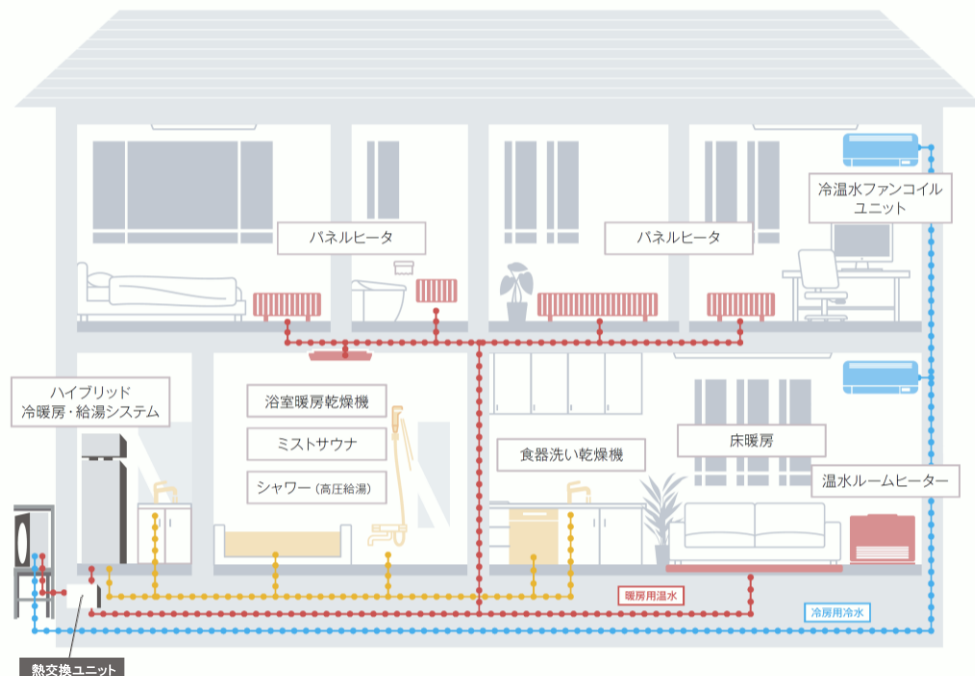 冷温水ファンコイル
ユニット
パネルヒータ
パネルヒータ
ハイブリッド
冷暖房・給湯システム
浴室暖房乾燥機
ミストサウナ
シャワー（高圧給湯）
食器洗い乾燥機
床暖房
温水ルームヒーター
暖房用温水
冷房用冷水
熱交換ユニット